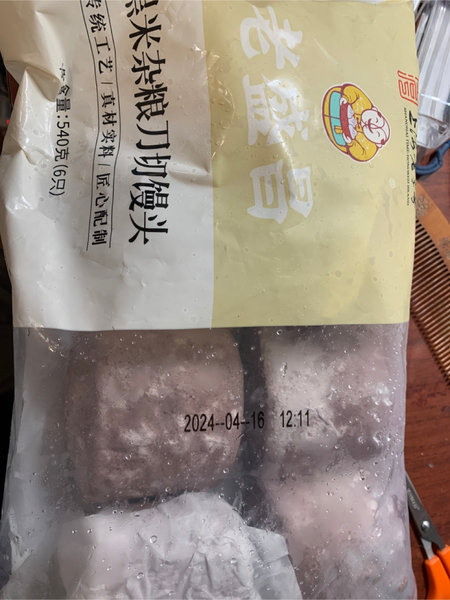 老盛昌
黑米杂粮刀切馒头
传统工艺/真材实料/匠心配制
净含量:540克(6只)
2024--04--16 12:11